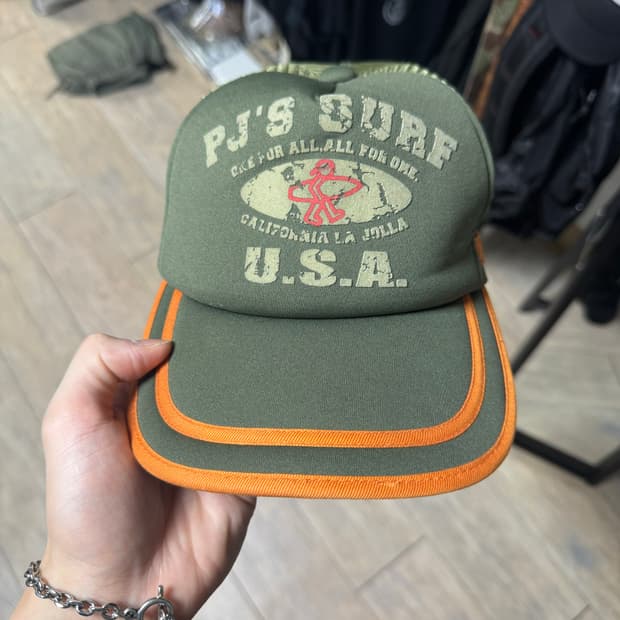 PJ'S SURF
ONE FOR ALL.ALL FOR ONE.
CALIFORNIA LA JOLLA
U.S.A.